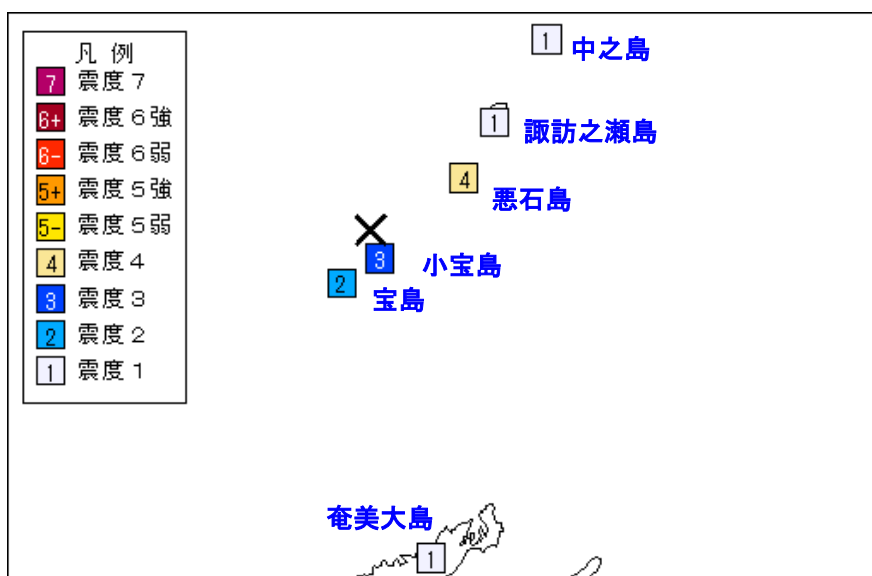 凡例
7 震度7
6+ 震度6強
6- 震度6弱
5+ 震度5強
5- 震度5弱
4 震度4
3 震度3
2 震度2
1 震度1
1 中之島
1 諏訪之瀬島
4 悪石島
3 小宝島
2 宝島
奄美大島
1